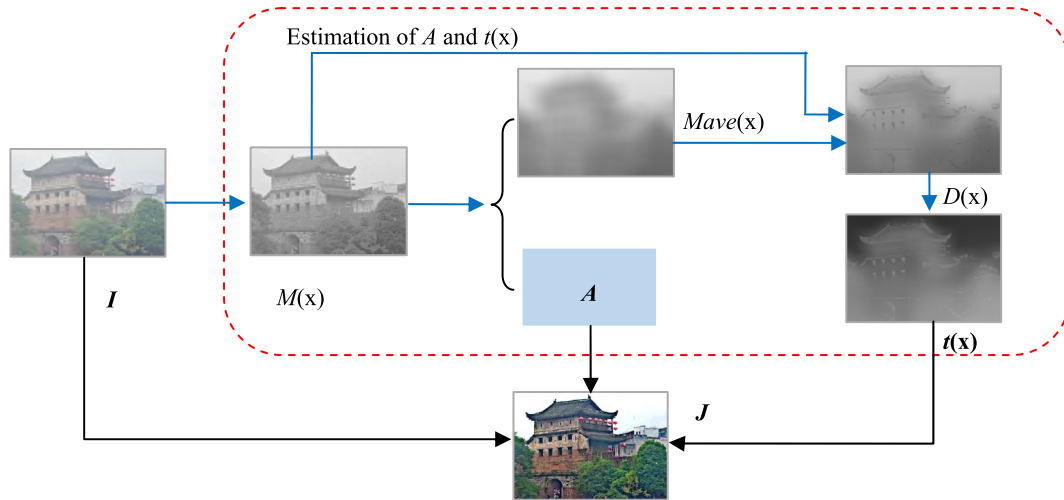 Estimation of A and t(x)
Mave(x)
D(x)
I
M(x)
A
t(x)
J